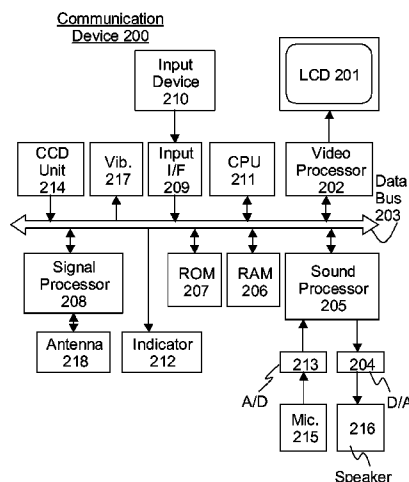 Communication
Device 200
Input
Device
210
LCD 201
CCD
Unit
214
Vib.
217
Input
I/F
209
CPU
211
Video
Processor
202
Data
Bus
203
Signal
Processor
208
ROM
207
RAM
206
Sound
Processor
205
Antenna
218
Indicator
212
213
204
A/D
D/A
Mic.
215
216
Speaker